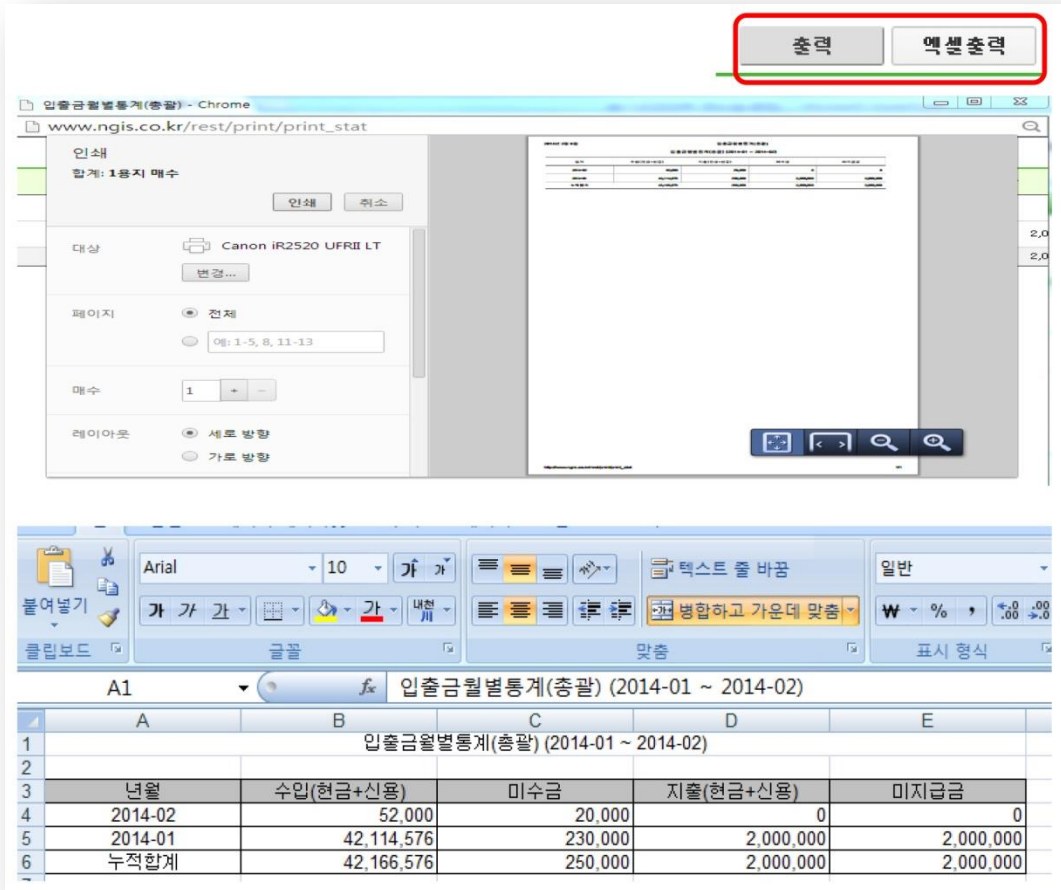 출력 엑셀출력
입출금월별통계(총괄) - Chrome
www.ngis.co.kr/rest/print/print_stat
인쇄
합계: 1용지 매수
인쇄 취소
대상 Canon iR2520 UFRII LT
변경...
페이지 전체
예: 1-5, 8, 11-13
매수 1 + -
레이아웃 세로 방향
가로 방향
2,0
2,0
Arial 10 가 가 텍스트 줄 바꿈 일반
붙여넣기 가 가 가 가 내천 병합하고 가운데 맞춤 ₩ % , .0 .00 .00 .0
클립보드 글꼴 맞춤 표시 형식
A1 fx 입출금월별통계(총괄) (2014-01 ~ 2014-02)
A B C D E
1 입출금월별통계(총괄) (2014-01 ~ 2014-02)
2
3 년월 수입(현금+신용) 미수금 지출(현금+신용) 미지급금
4 2014-02 52,000 20,000 0 0
5 2014-01 42,114,576 230,000 2,000,000 2,000,000
6 누적합계 42,166,576 250,000 2,000,000 2,000,000